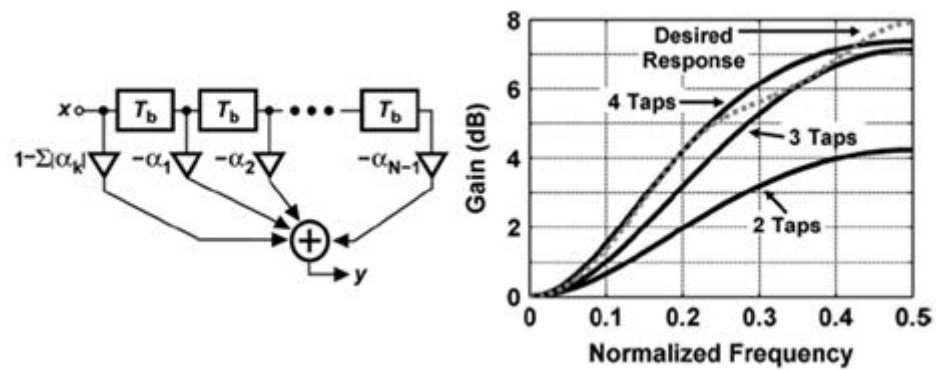 x
T_b
T_b
T_b
1-Σ|α_k|
-α_1
-α_2
-α_{N-1}
+
y
8
6
4
2
0
Gain (dB)
Desired
Response
4 Taps
3 Taps
2 Taps
0
0.1
0.2
0.3
0.4
0.5
Normalized Frequency